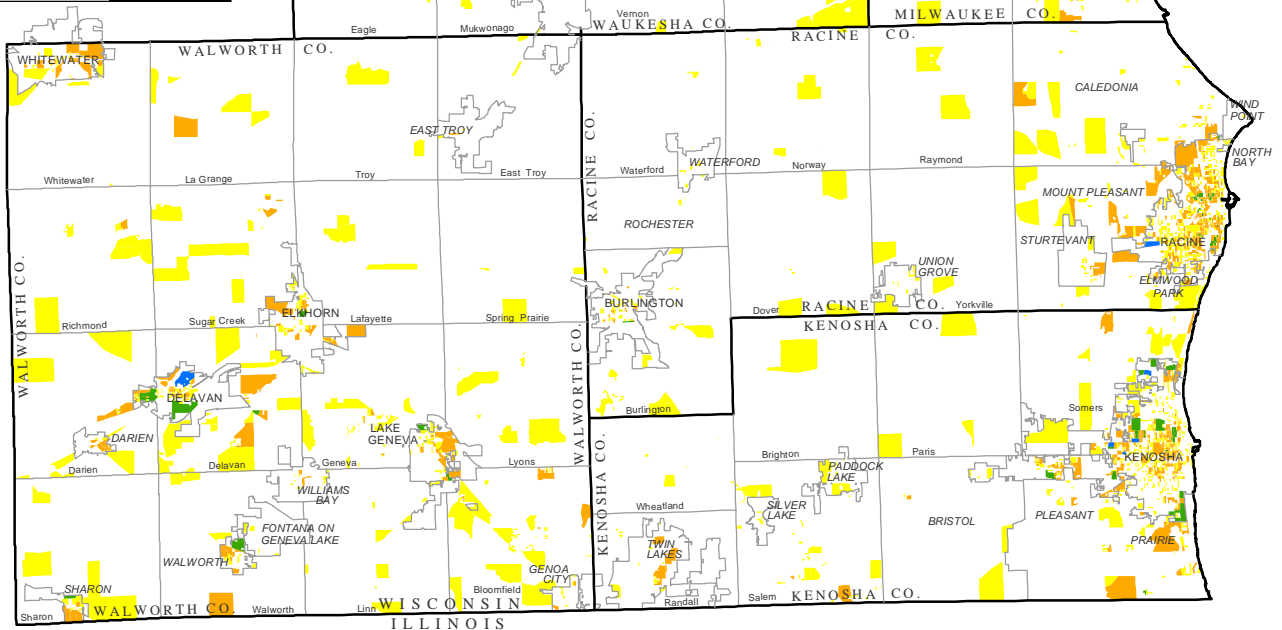 Vernon
MILWAUKEE CO.
WAUKESHA CO.
Eagle
Mukwonago
RACINE CO.
WALWORTH CO.
WHITEWATER
CALEDONIA
WIND
POINT
EAST TROY
RACINE CO.
NORTH
BAY
WATERFORD
Raymond
Norway
Waterford
East Troy
Troy
La Grange
Whitewater
MOUNT PLEASANT
ROCHESTER
STURTEVANT
RACINE
UNION
GROVE
ELMWOOD
PARK
WALWORTH CO.
BURLINGTON
ELKHORN
RACINE CO.
Yorkville
Dover
KENOSHA CO.
Spring Prairie
Lafayette
Sugar Creek
Richmond
WALWORTH CO.
DELAVAN
Burlington
Somers
LAKE
GENEVA
DARIEN
KENOSHA CO.
KENOSHA
Paris
Brighton
Lyons
Geneva
Delavan
Darien
PADDOCK
LAKE
WILLIAMS
BAY
SILVER
LAKE
Wheatland
BRISTOL
PLEASANT
PRAIRIE
FONTANA ON
GENEVA LAKE
WALWORTH
TWIN
LAKES
GENOA
CITY
SHARON
Bloomfield
Salem
KENOSHA CO.
Randall
WISCONSIN
Linn
Walworth
WALWORTH CO.
Sharon
ILLINOIS